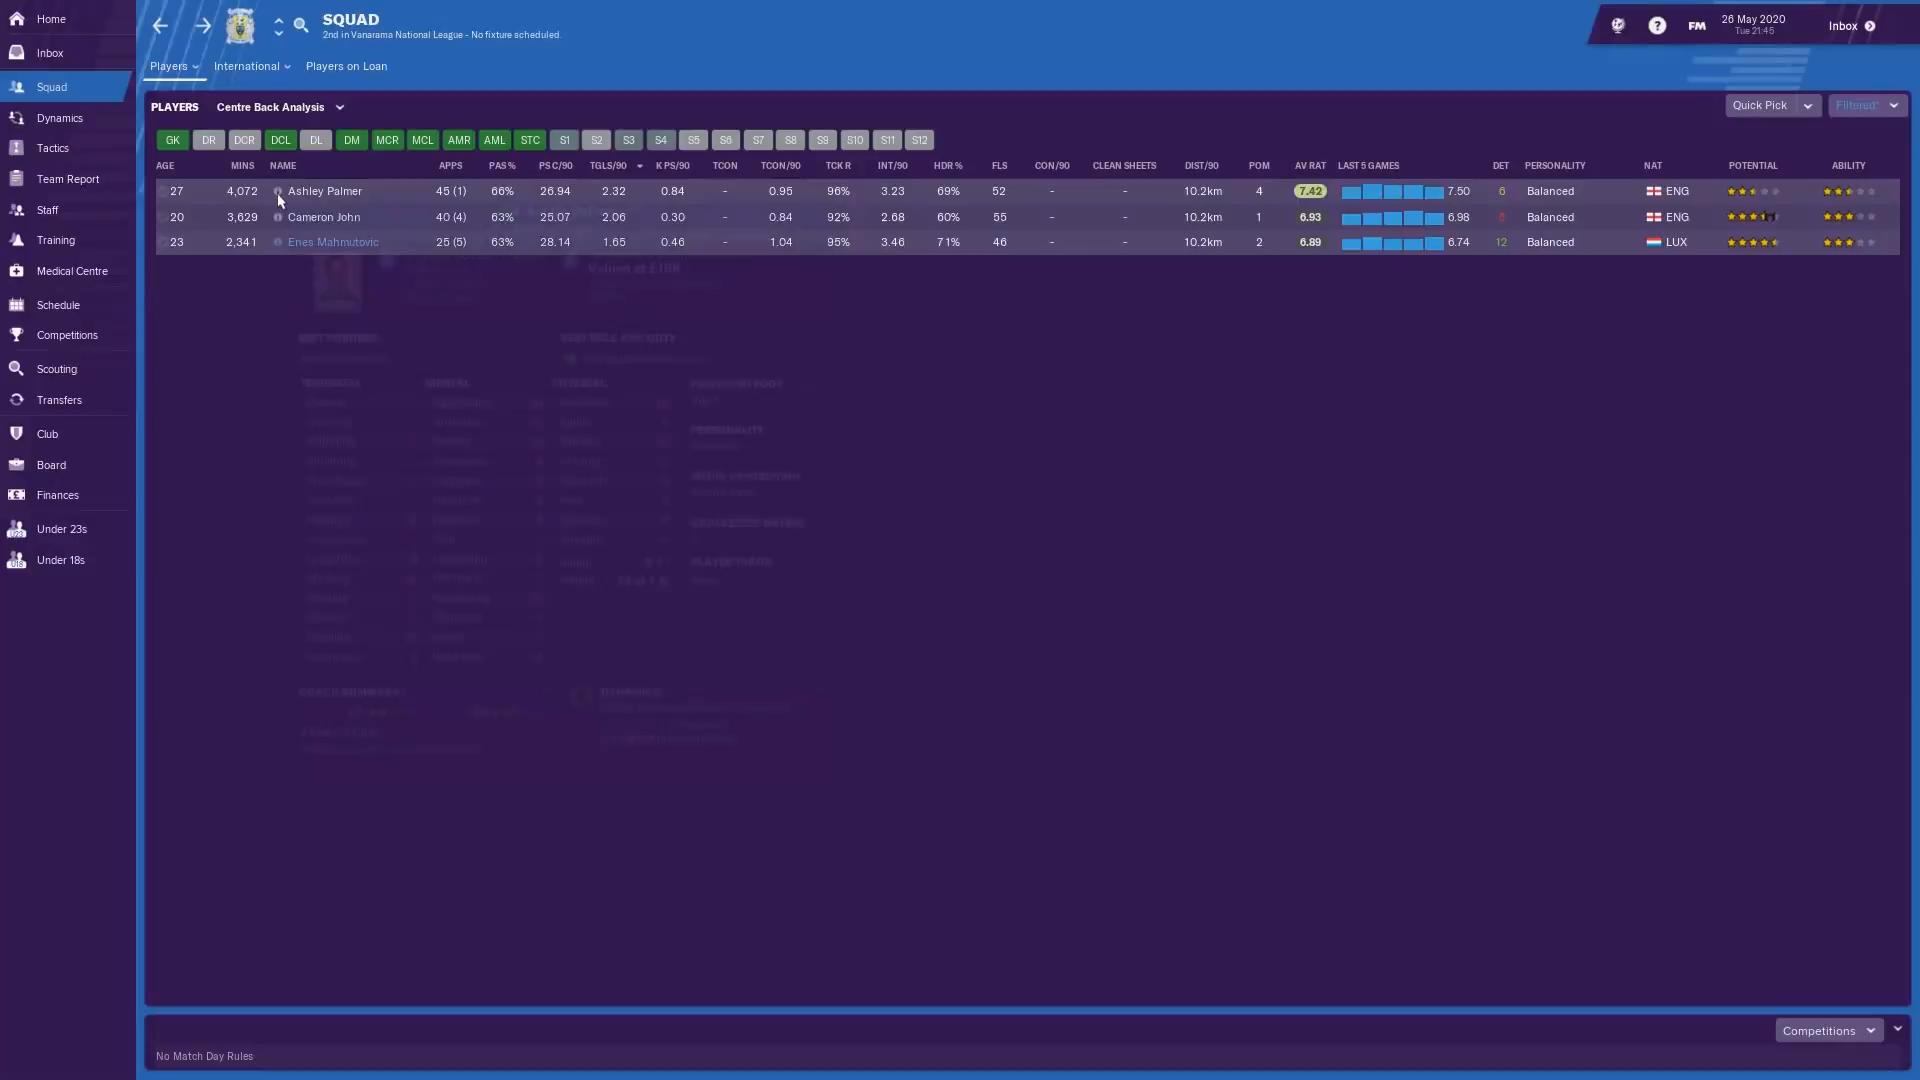 Home
Inbox
Squad
Dynamics
Tactics
Team Report
Staff
Training
Medical Centre
Schedule
Competitions
Scouting
Transfers
Club
Board
Finances
Under 23s
Under 18s
SQUAD
2nd in Vanarama National League - No fixture scheduled.
FM 26 May 2020 Inbox
Tue 21:45
Players International Players on Loan
PLAYERS Centre Back Analysis Quick Pick Filtered*
GK DR DCR DCL DL DM MCR MCL AMR AML STC S1 S2 S3 S4 S5 S6 S7 S8 S9 S10 S11 S12
AGE MINS NAME APPS PAS % PS C/90 TGLS/90 K PS/90 TCON TCON/90 TCK R INT/90 HDR % FLS CON/90 CLEAN SHEETS DIST/90 POM AV RAT LAST 5 GAMES DET PERSONALITY NAT POTENTIAL ABILITY
27 4,072 Ashley Palmer 45 (1) 66% 26.94 2.32 0.84 - 0.95 96% 3.23 69% 52 - - 10.2km 4 7.42 7.50 6 Balanced ENG
20 3,629 Cameron John 40 (4) 63% 25.07 2.06 0.30 - 0.84 92% 2.68 60% 55 - - 10.2km 1 6.93 6.98 Balanced ENG
23 2,341 Enes Mahmutovic 25 (5) 63% 28.14 1.65 0.46 - 1.04 95% 3.46 71% 46 - - 10.2km 2 6.89 6.74 12 Balanced LUX
Competitions
No Match Day Rules